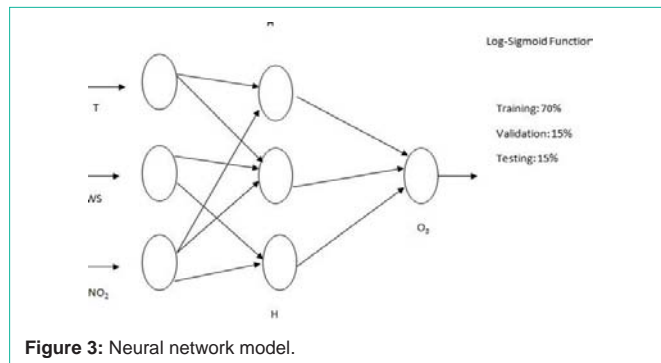 Log-Sigmoid Function
T
Training: 70%
Validation: 15%
Testing: 15%
WS
O₃
NO₂
H
Figure 3: Neural network model.